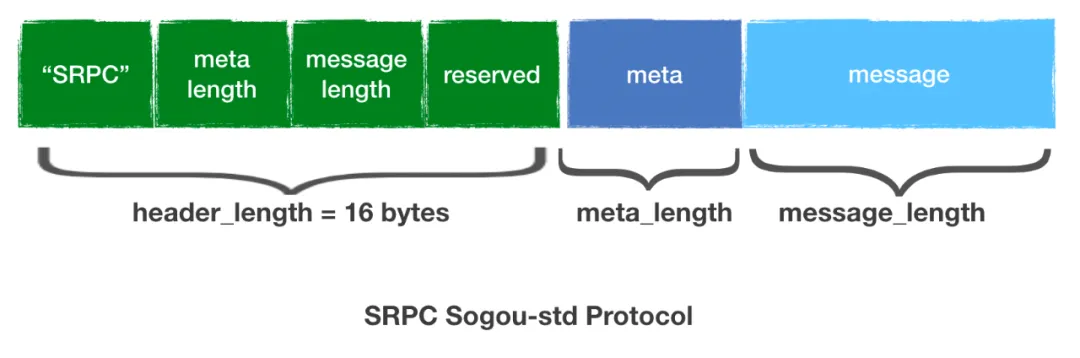 “SRPC”
meta
length
message
length
reserved
meta
message
header_length = 16 bytes
meta_length
message_length
SRPC Sogou-std Protocol